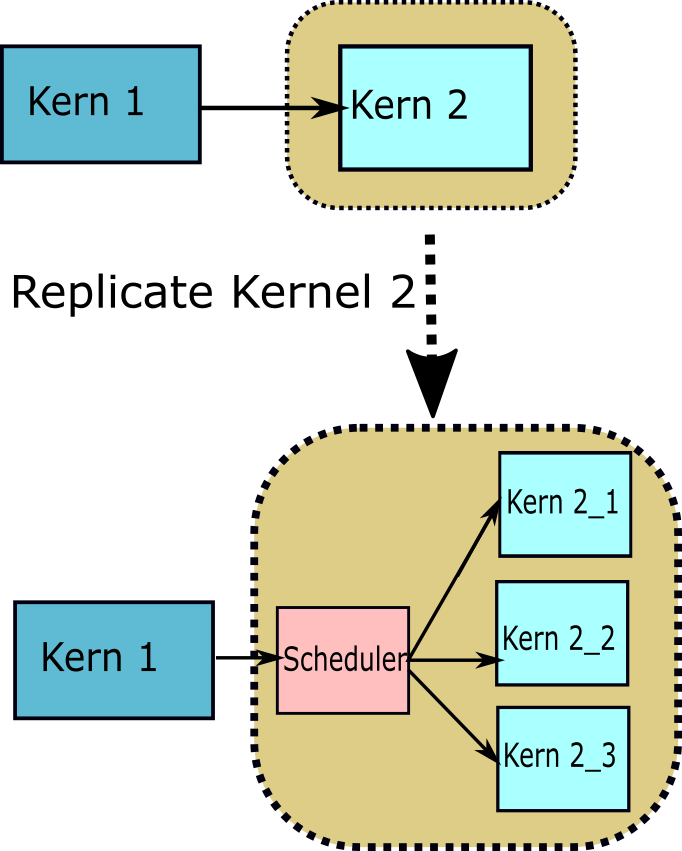 Kern 1
Kern 2
Replicate Kernel 2
Kern 2_1
Kern 1
Scheduler
Kern 2_2
Kern 2_3